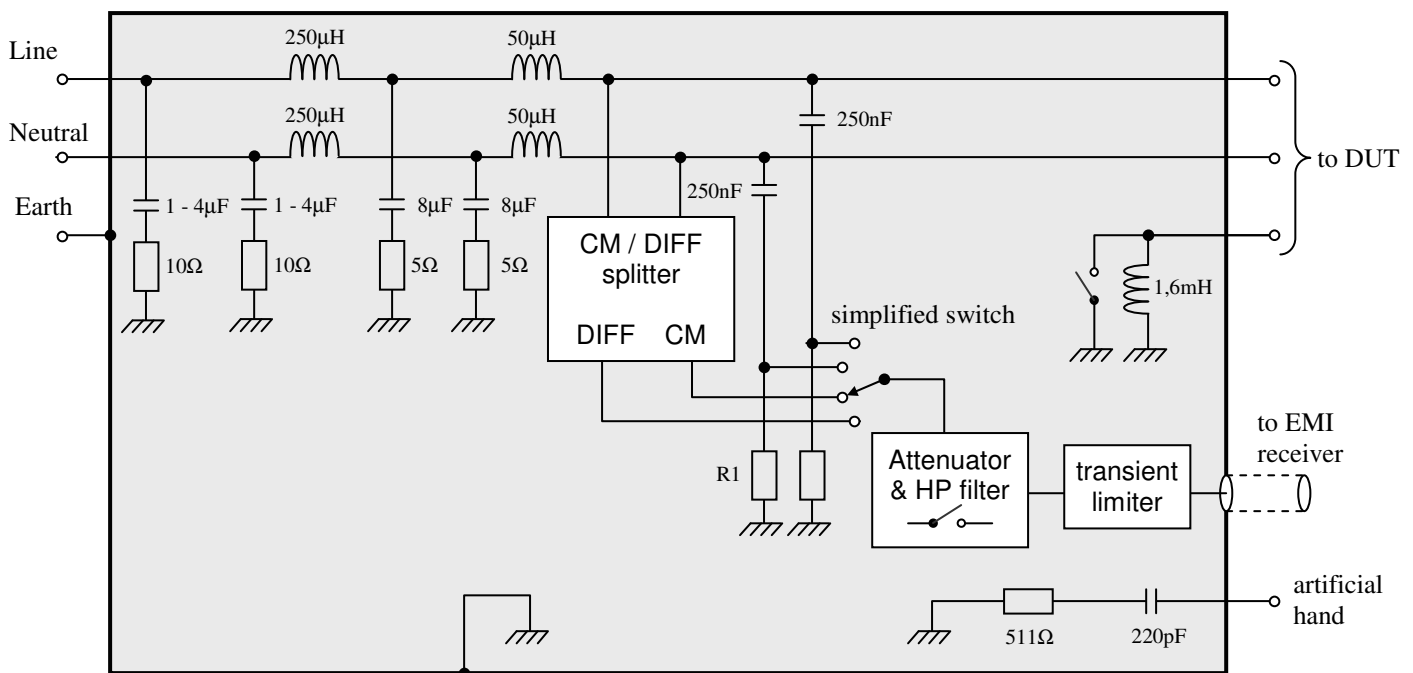 250µH
50µH
Line
250µH
50µH
250nF
Neutral
to DUT
250nF
Earth
1 - 4µF
1 - 4µF
8µF
8µF
CM / DIFF
splitter
10Ω
10Ω
5Ω
5Ω
1,6mH
simplified switch
DIFF CM
to EMI
receiver
R1
Attenuator
& HP filter
transient
limiter
artificial
hand
511Ω
220pF